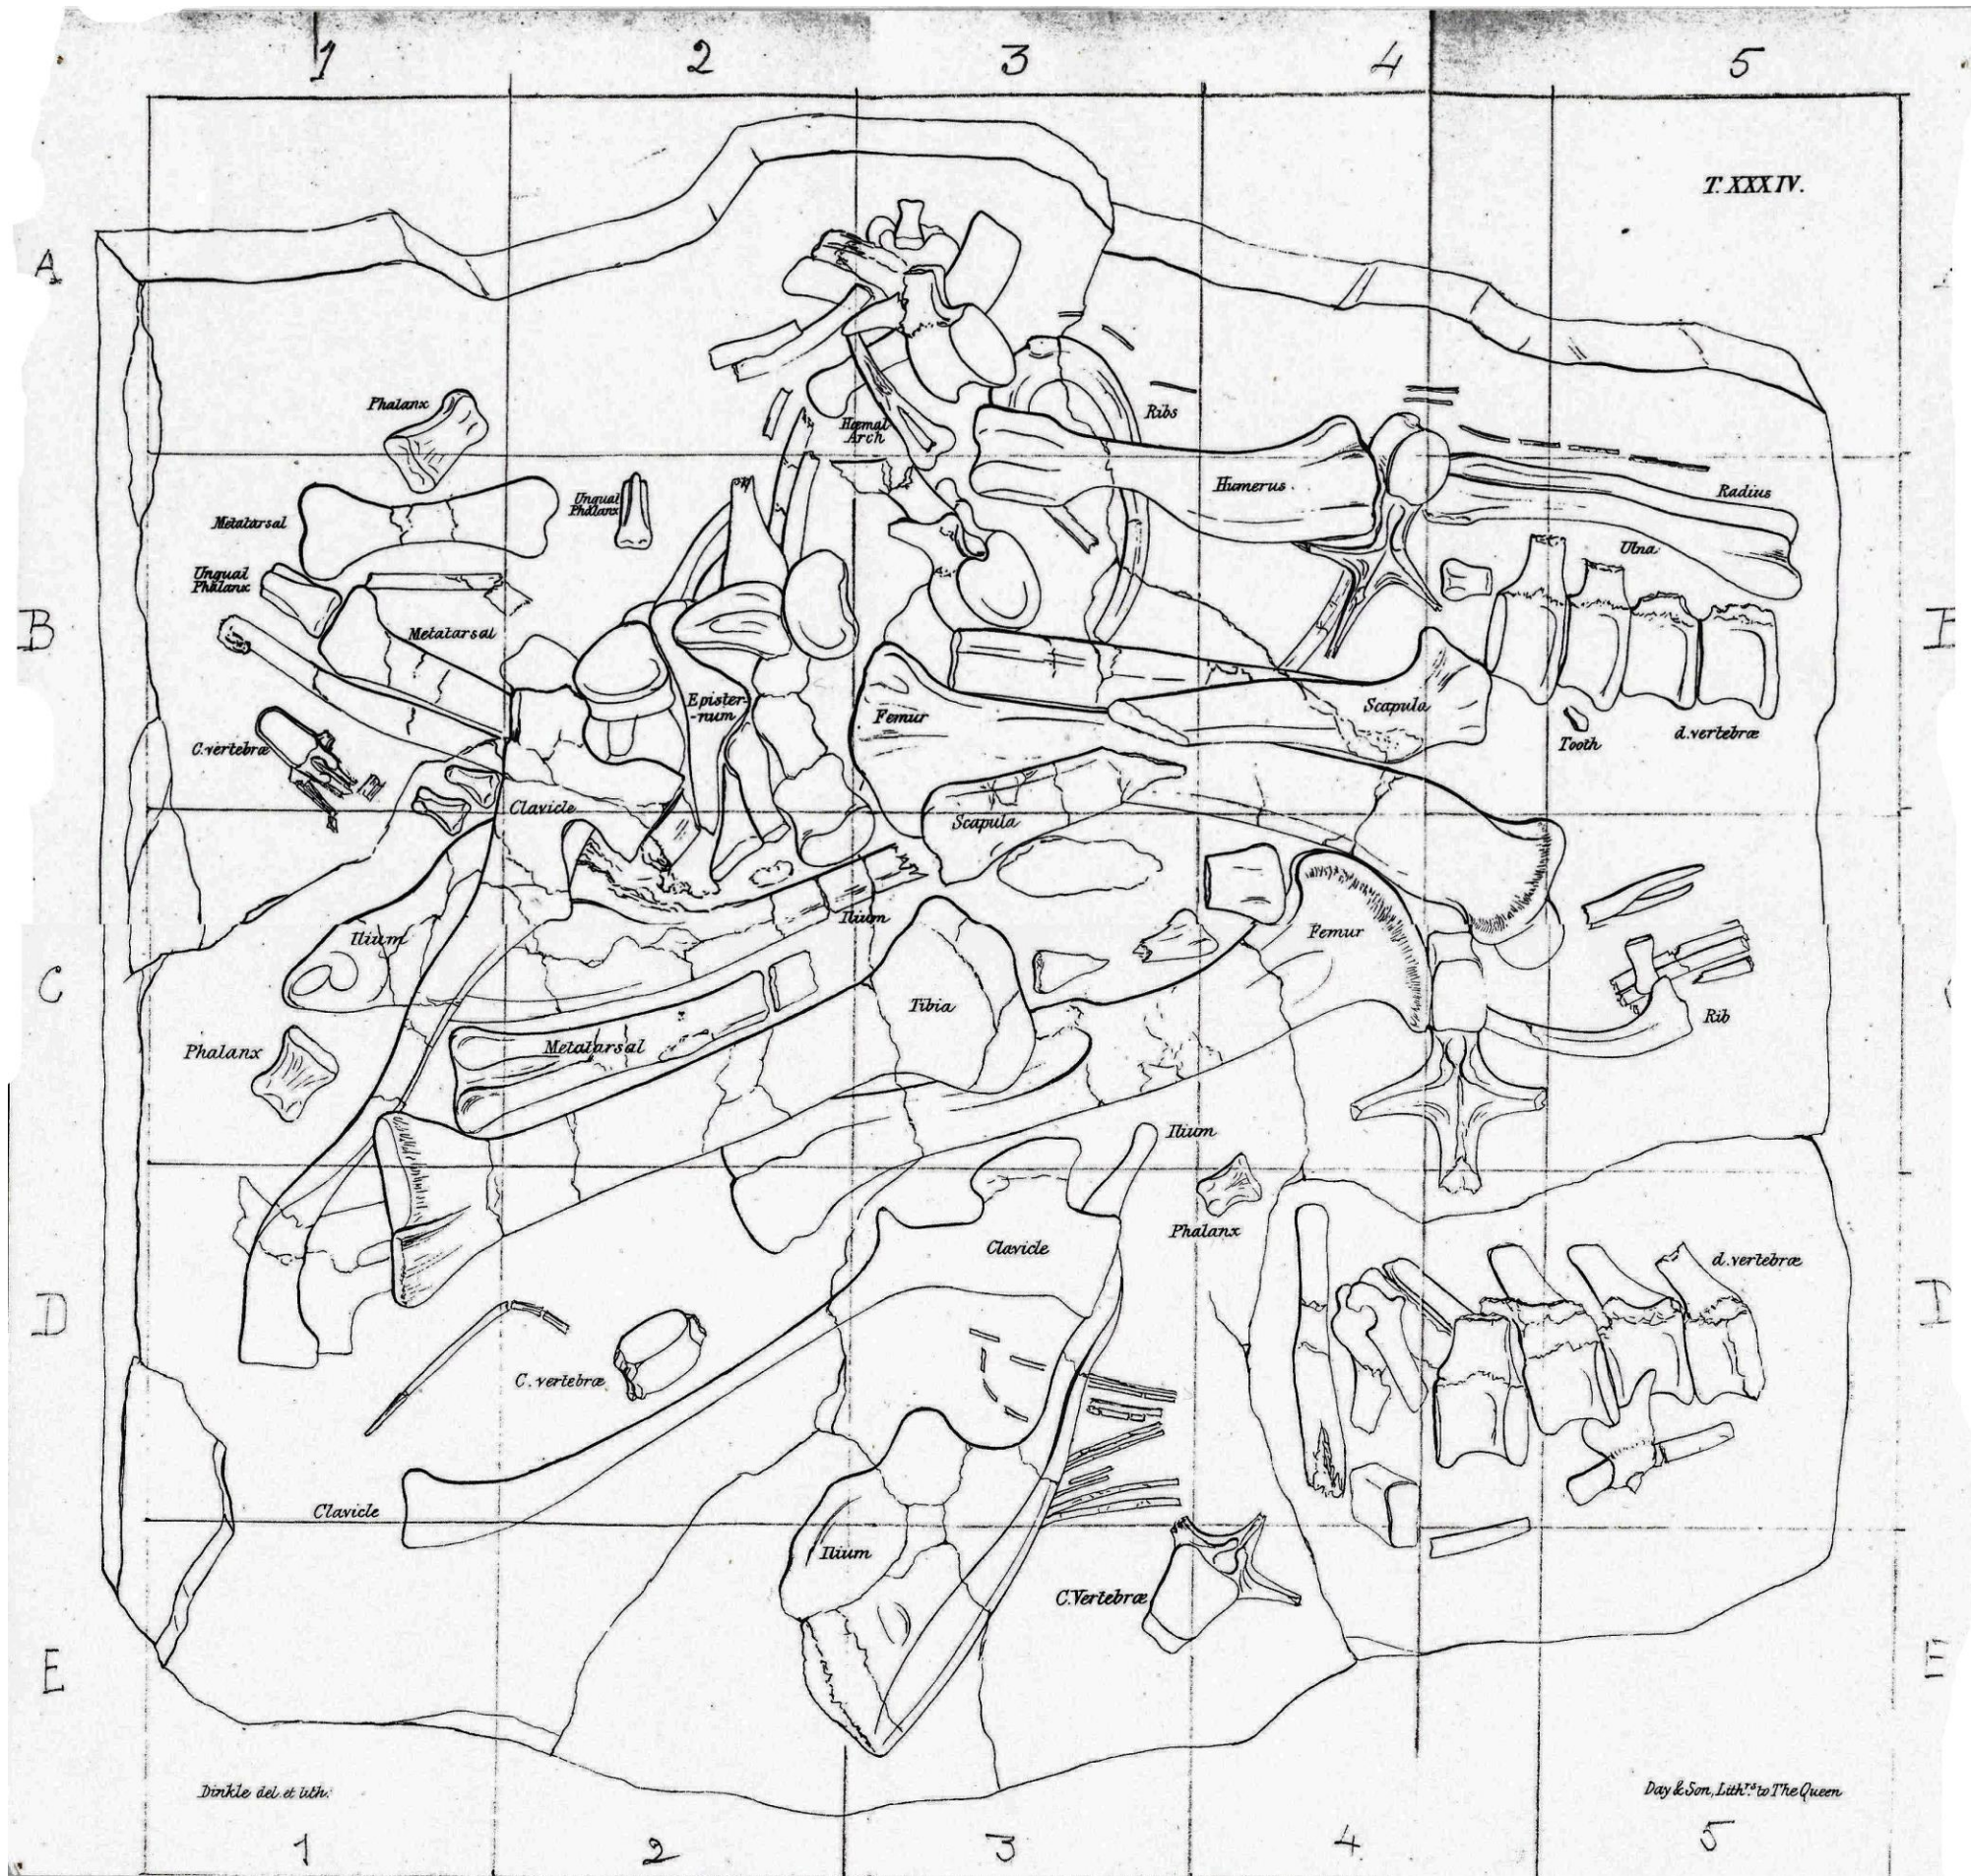 1 2 3 4 5
T. XXXIV.
A
Phalanx
Hæmal
Arch
Ribs
Humerus.
Radius
Metatarsal
Ungual
Phalanx
Ulna
Ungual
Phalanx
B
Metatarsal
Epister-
-num
Femur
Scapula
Tooth
d. vertebræ
C. vertebræ
Clavicle
Scapula
Ilium
Ilium
Femur
C
Tibia
Rib
Phalanx
Metatarsal
Ilium
Phalanx
Clavicle
d. vertebræ
D
C. vertebræ
Clavicle
Ilium
C. Vertebræ
E
E
Dinkle del. et lith.
Day & Son, Lithrs. to The Queen
1 2 3 4 5